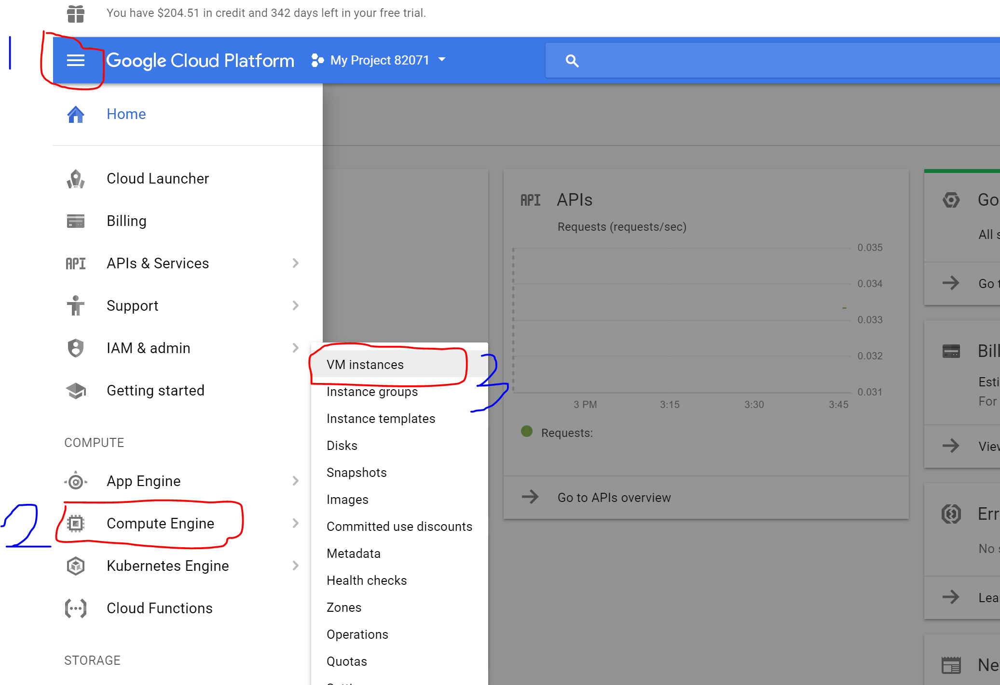 You have $204.51 in credit and 342 days left in your free trial.
1
Google Cloud Platform
My Project 82071
Home
Cloud Launcher
Billing
API APIs & Services
Support
IAM & admin
Getting started
COMPUTE
App Engine
2
Compute Engine
Kubernetes Engine
Cloud Functions
STORAGE
VM instances
3
Instance groups
Instance templates
Disks
Snapshots
Images
Committed use discounts
Metadata
Health checks
Zones
Operations
Quotas
API APIs
Requests (requests/sec)
0.035
0.034
0.033
0.032
0.031
3 PM 3:15 3:30 3:45
Requests:
Go to APIs overview
Go
All
Go
Bill
Esti
For
View
Err
No
Lea
Ne